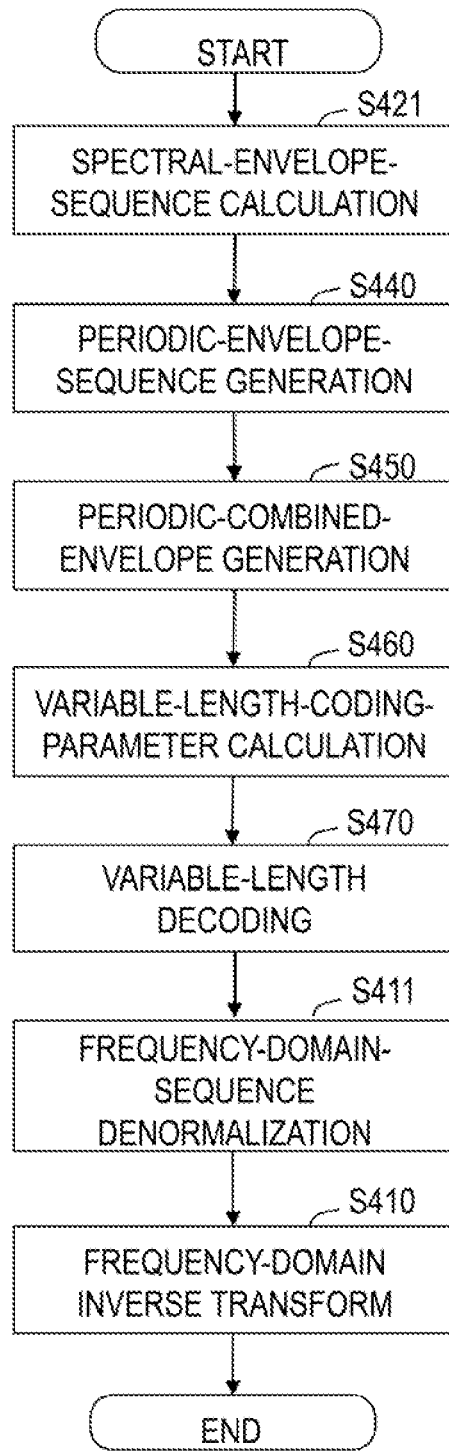 START
S421
SPECTRAL-ENVELOPE-
SEQUENCE CALCULATION
S440
PERIODIC-ENVELOPE-
SEQUENCE GENERATION
S450
PERIODIC-COMBINED-
ENVELOPE GENERATION
S460
VARIABLE-LENGTH-CODING-
PARAMETER CALCULATION
S470
VARIABLE-LENGTH
DECODING
S411
FREQUENCY-DOMAIN-
SEQUENCE
DENORMALIZATION
S410
FREQUENCY-DOMAIN
INVERSE TRANSFORM
END